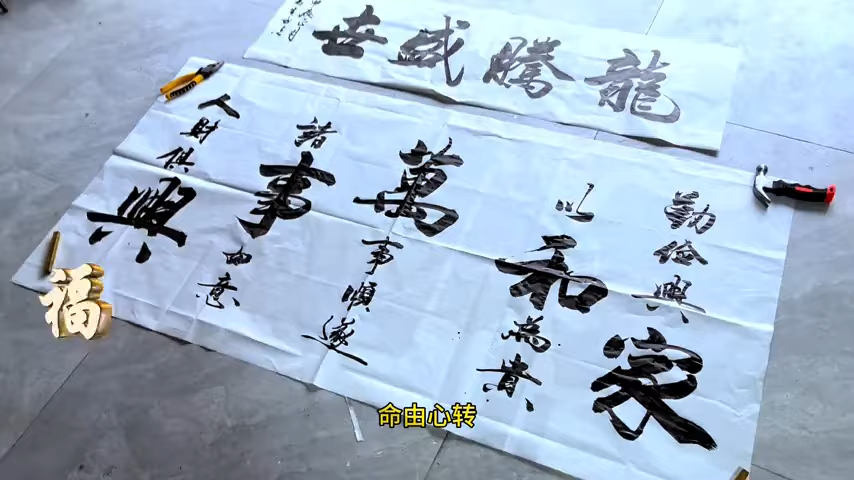 龍騰盛世
勤儉興家
以和為貴
萬事順遂
諸事如意
人財俱興
福
命由心转